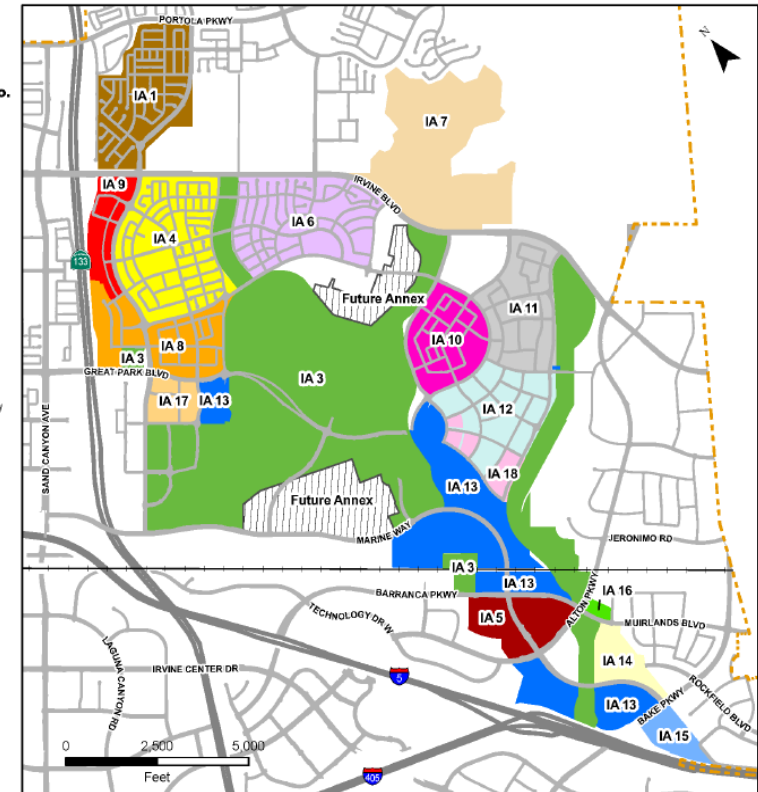 PORTOLA PKWY
N
o.
IA 1
IA 7
IA 9
IRVINE BLVD
IA 6
IA 4
133
Future Annex
IA 11
IA 10
IA 8
IA 3
GREAT PARK BLVD
IA 3
IA 17
IA 13
IA 12
SAND CANYON AVE
IA 18
IA 13
Future Annex
MARINE WAY
JERONIMO RD
IA 3
IA 13
IA 16
BARRANCA PKWY
ALTON PKWY
TECHNOLOGY DR W
IA 5
MUIRLANDS BLVD
LAGUNA CANYON RD
IA 14
IRVINE CENTER DR
5
ROCKFIELD BLVD
IA 13
BAKE PKWY
IA 15
0 2,500 5,000
Feet
405